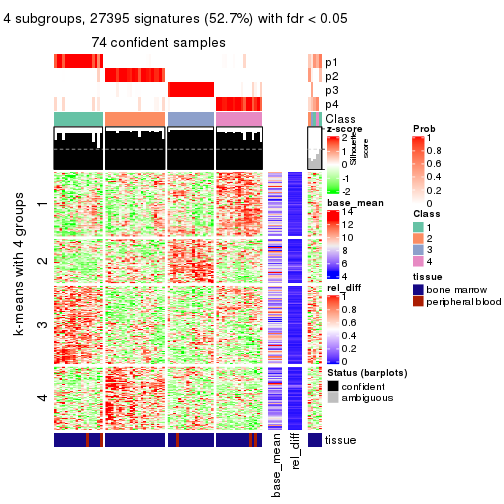 4 subgroups, 27395 signatures (52.7%) with fdr < 0.05
74 confident samples
p1
p2
p3
p4
Class
Silhouette
score
k-means with 4 groups
1
2
3
4
tissue
base_mean
rel_diff
z-score
2
1
0
-1
-2
base_mean
14
12
10
8
6
4
rel_diff
1
0.8
0.6
0.4
0.2
0
Status (barplots)
confident
ambiguous
Prob
1
0.8
0.6
0.4
0.2
0
Class
1
2
3
4
tissue
bone marrow
peripheral blood